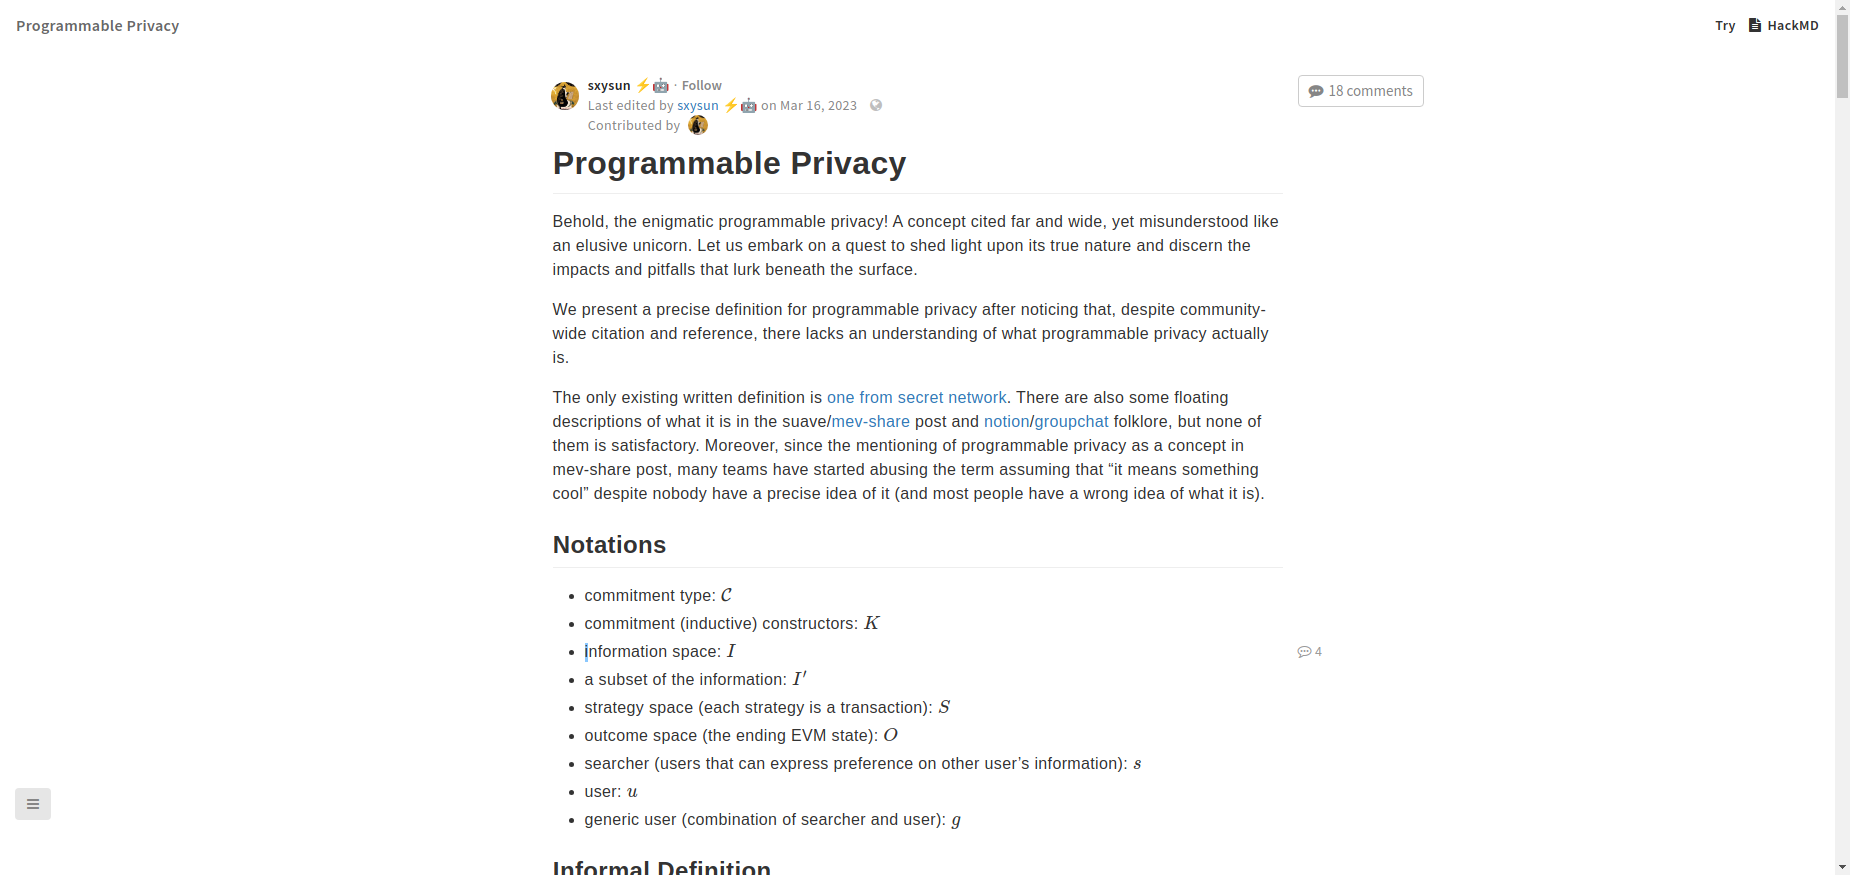 Programmable Privacy
Try HackMD
sxysun ⚡🤖 · Follow
Last edited by sxysun ⚡🤖 on Mar 16, 2023
Contributed by
18 comments
Programmable Privacy
Behold, the enigmatic programmable privacy! A concept cited far and wide, yet misunderstood like
an elusive unicorn. Let us embark on a quest to shed light upon its true nature and discern the
impacts and pitfalls that lurk beneath the surface.
We present a precise definition for programmable privacy after noticing that, despite community-
wide citation and reference, there lacks an understanding of what programmable privacy actually
is.
The only existing written definition is one from secret network. There are also some floating
descriptions of what it is in the suave/mev-share post and notion/groupchat folklore, but none of
them is satisfactory. Moreover, since the mentioning of programmable privacy as a concept in
mev-share post, many teams have started abusing the term assuming that “it means something
cool” despite nobody have a precise idea of it (and most people have a wrong idea of what it is).
Notations
• commitment type: 𝒞
• commitment (inductive) constructors: K
• information space: I
4
• a subset of the information: I′
• strategy space (each strategy is a transaction): S
• outcome space (the ending EVM state): O
• searcher (users that can express preference on other user’s information): s
• user: u
• generic user (combination of searcher and user): g
Informal Definition